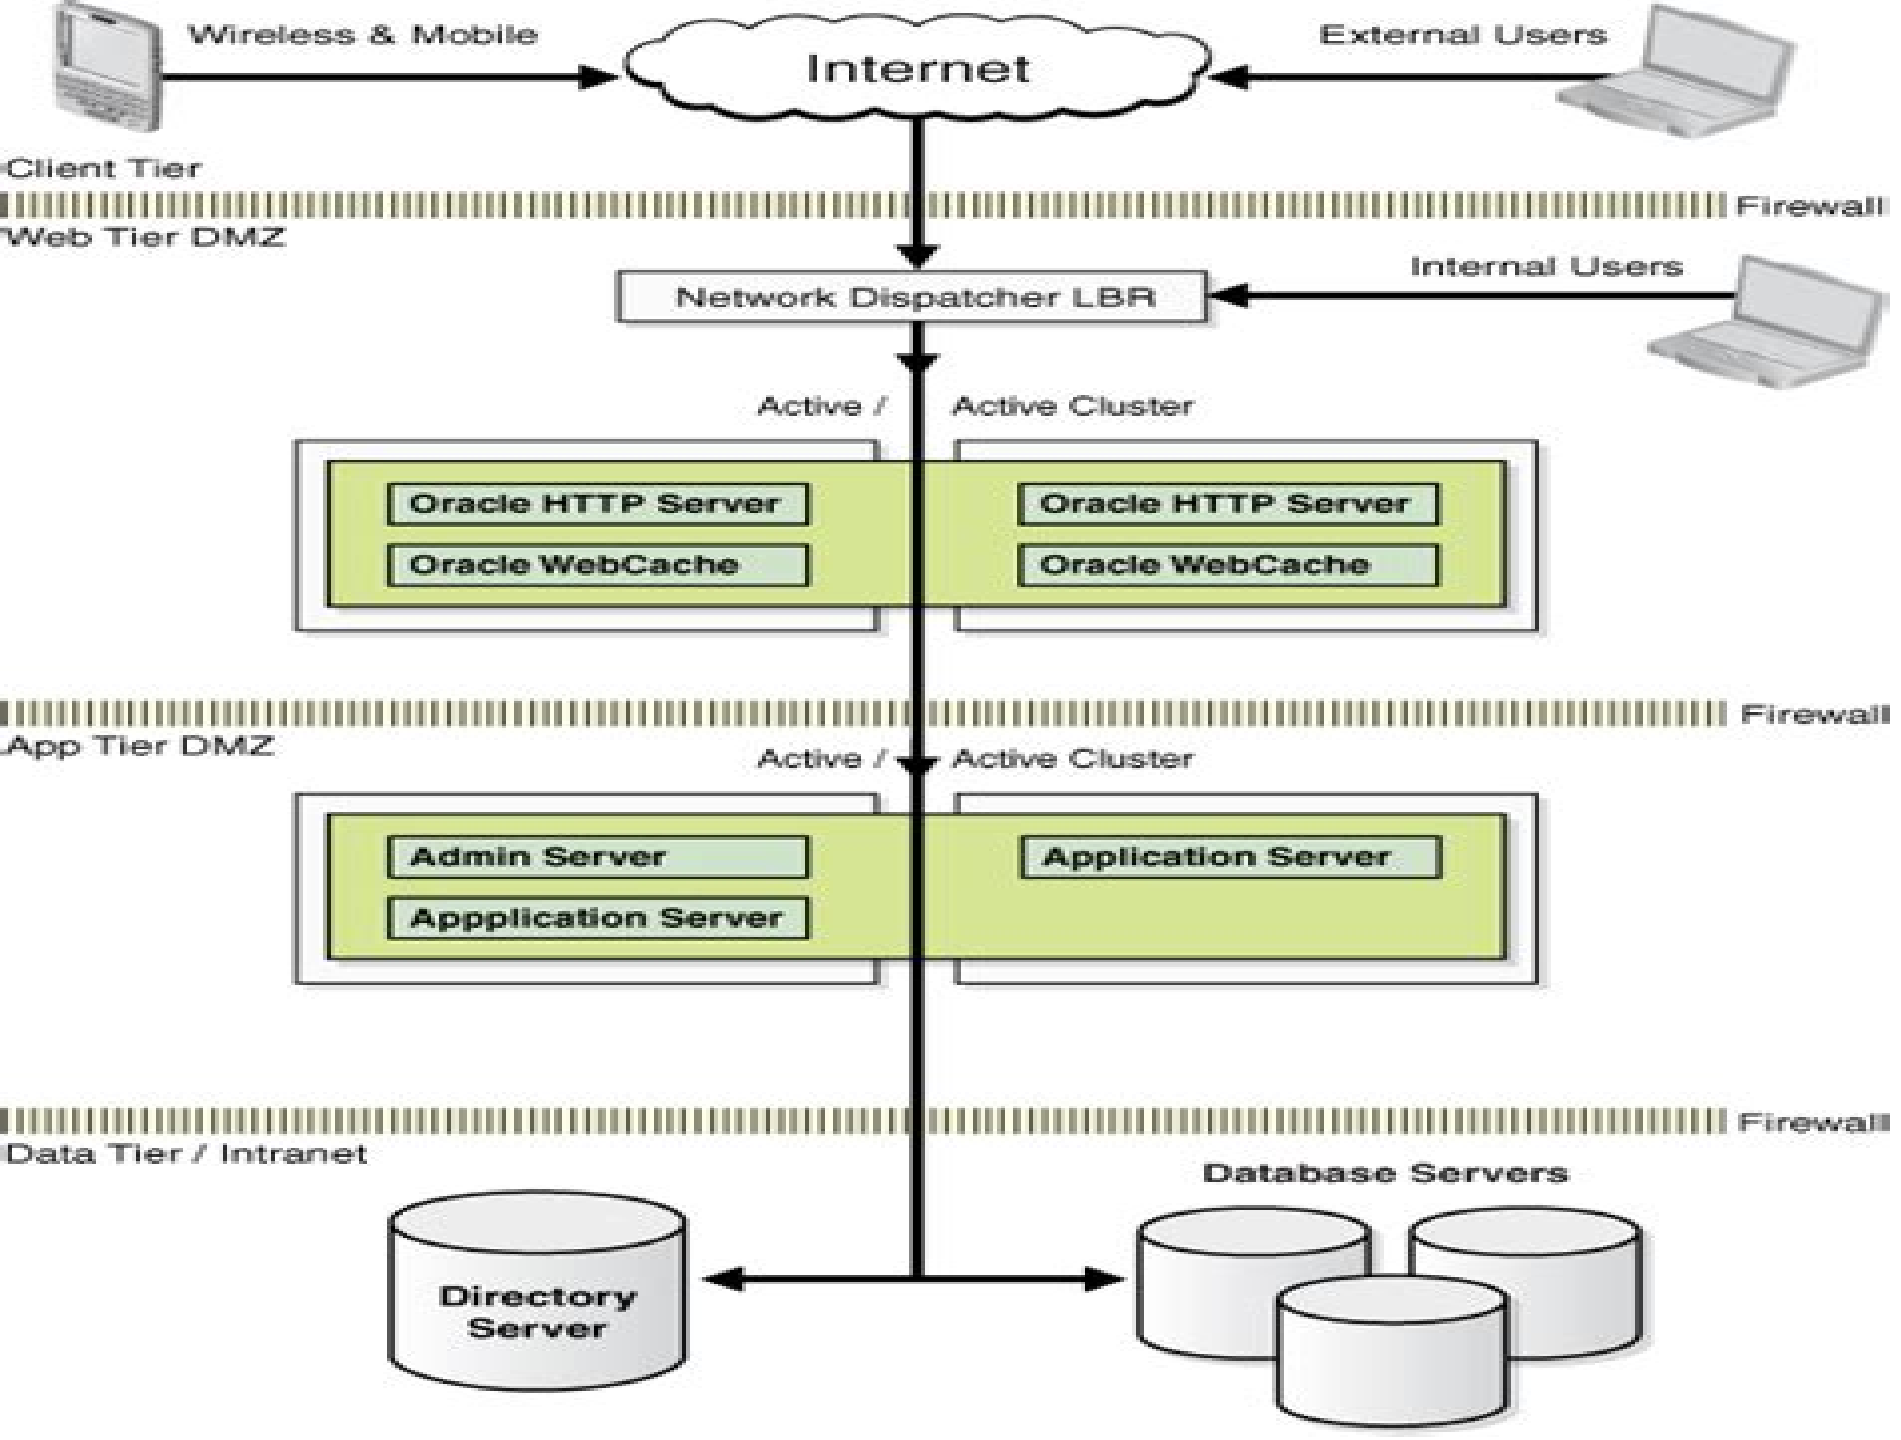 Wireless & Mobile
Internet
External Users
Client Tier
Firewall
Web Tier DMZ
Internal Users
Network Dispatcher LBR
Active / Active Cluster
Oracle HTTP Server
Oracle HTTP Server
Oracle WebCache
Oracle WebCache
Firewall
App Tier DMZ
Active / Active Cluster
Admin Server
Application Server
Appplication Server
Firewall
Data Tier / Intranet
Database Servers
Directory
Server